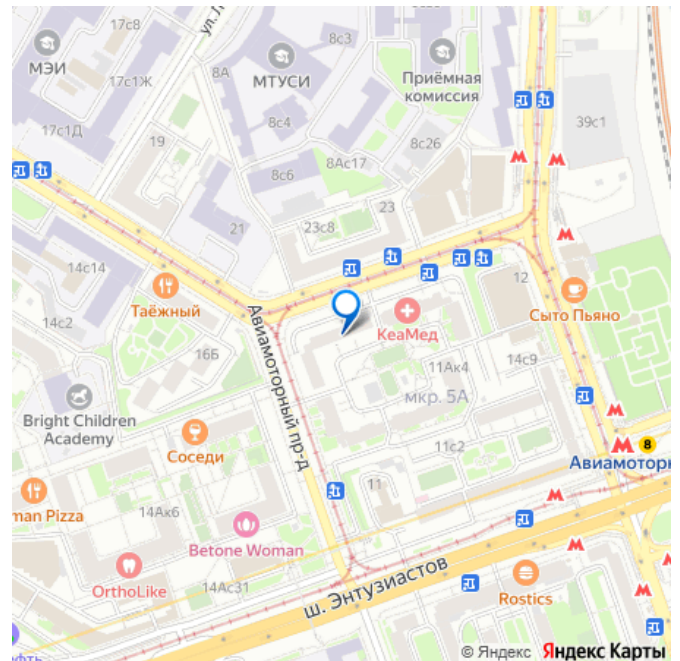 17с8
ул. Л
8с3
МЭИ
17с1Ж
8А
МТУСИ
Приёмная
комиссия
17с1Д
19
8с4
8с26
39с1
8Ас17
8с6
23
21
23с8
14с14
12
Таёжный
Сыто Пьяно
14с2
16Б
КеаМед
14с9
Авиамоторный пр-д
11Ак4
мкр. 5А
Bright Children
Academy
Соседи
11с2
8
Авиамоторн
11
man Pizza
14Ак6
Betone Woman
OrthoLike
14Ас31
ш. Энтузиастов
Rostics
фть
© Яндекс Яндекс Карты